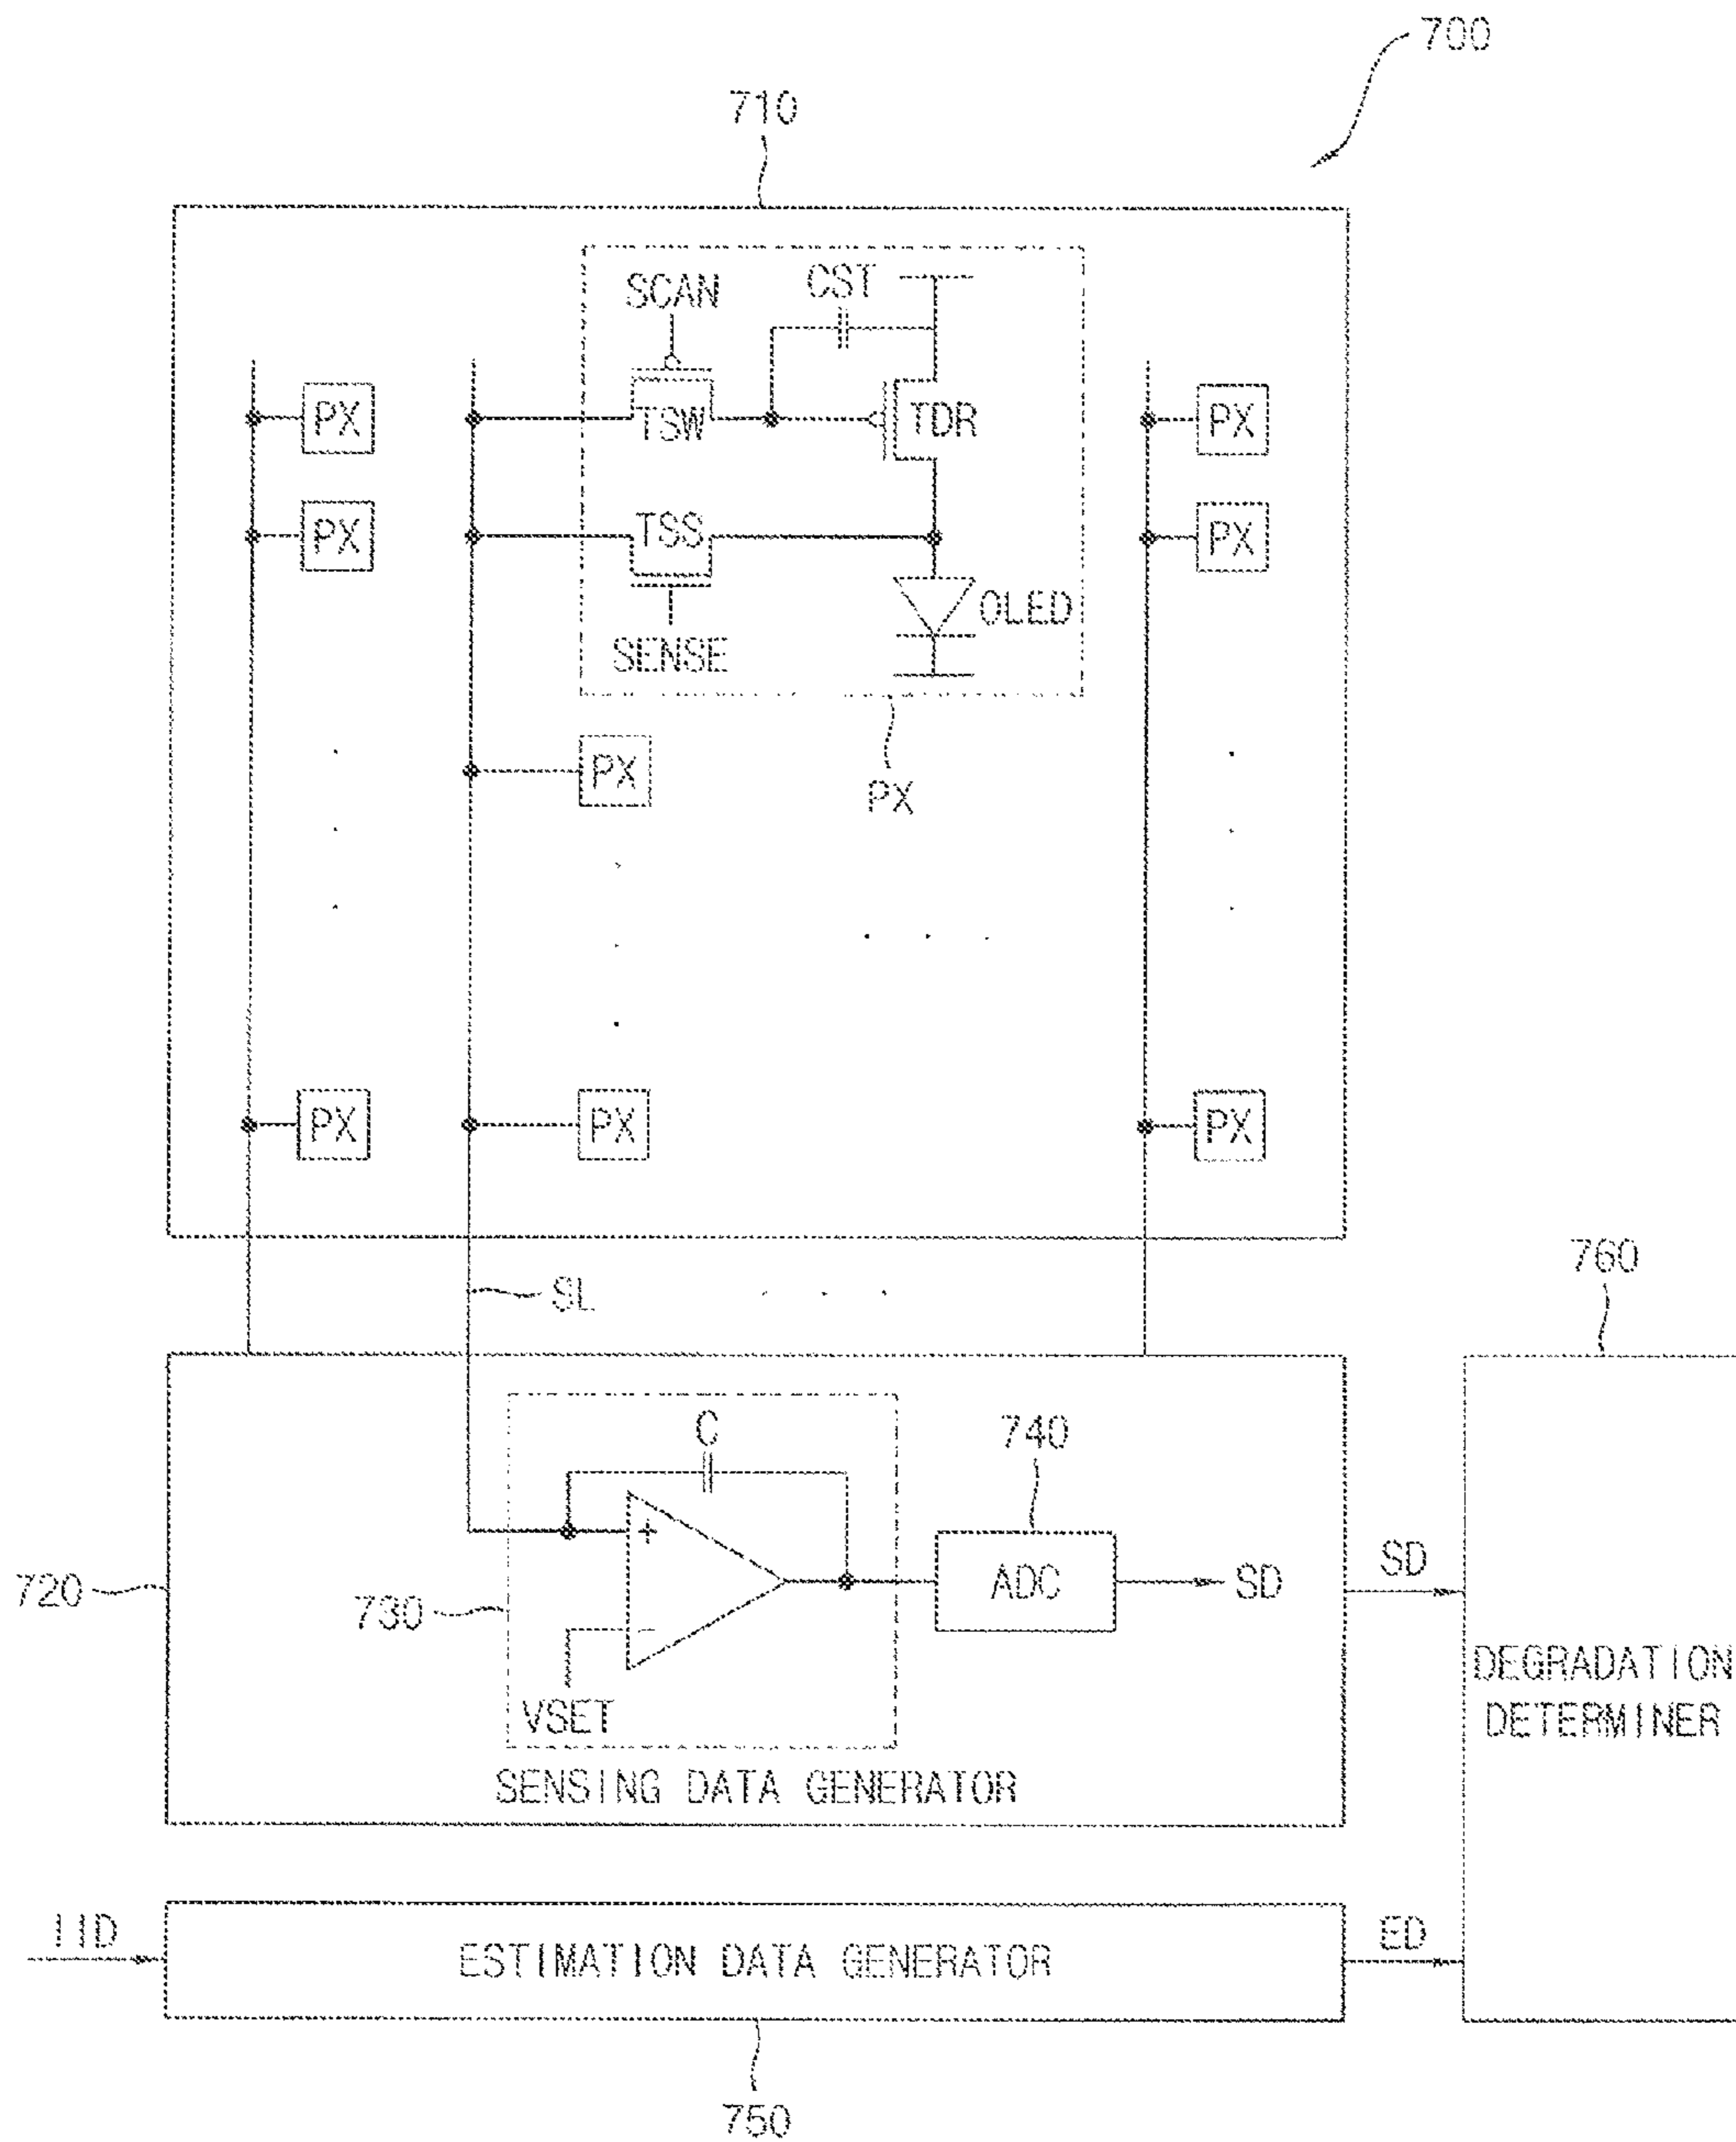 700
710
SCAN
CST
PX
TSW
TDR
PX
PX
TSS
PX
PX
OLED
SENSE
PX
PX
PX
PX
PX
SL
760
C
740
+
ADC
SD
SD
720
730
-
VSET
DEGRADATION
DETERMINER
SENSING DATA GENERATOR
IID
ESTIMATION DATA GENERATOR
ED
750